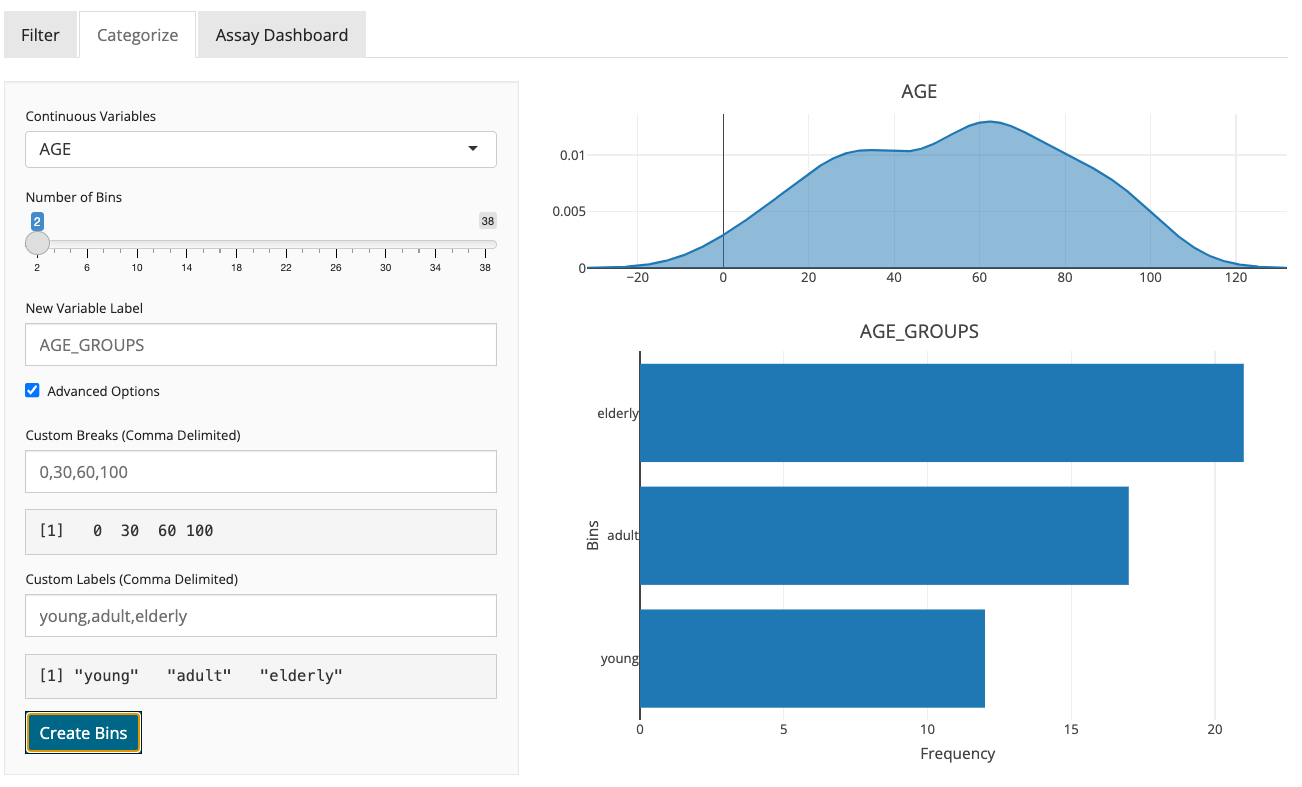 Filter Categorize Assay Dashboard
Continuous Variables
AGE
Number of Bins
2 38
2 6 10 14 18 22 26 30 34 38
New Variable Label
AGE_GROUPS
Advanced Options
Custom Breaks (Comma Delimited)
0,30,60,100
[1]   0  30  60 100
Custom Labels (Comma Delimited)
young,adult,elderly
[1] "young"   "adult"   "elderly"
Create Bins
AGE
0.01
0.005
0
−20 0 20 40 60 80 100 120
AGE_GROUPS
elderly
adult
young
Bins
0 5 10 15 20
Frequency